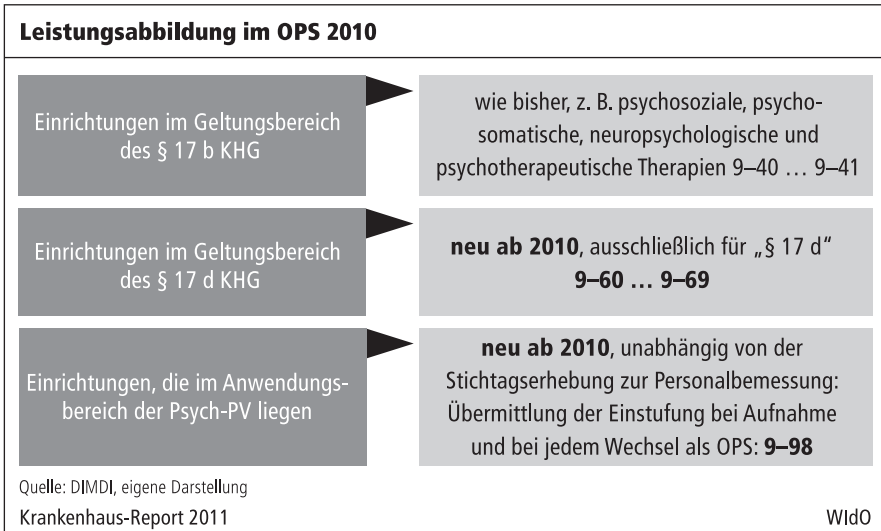 Leistungsabbildung im OPS 2010
Einrichtungen im Geltungsbereich
des § 17 b KHG
wie bisher, z. B. psychosoziale, psycho-
somatische, neuropsychologische und
psychotherapeutische Therapien 9–40 … 9–41
Einrichtungen im Geltungsbereich
des § 17 d KHG
neu ab 2010, ausschließlich für „§ 17 d“
9–60 … 9–69
Einrichtungen, die im Anwendungs-
bereich der Psych-PV liegen
neu ab 2010, unabhängig von der
Stichtagserhebung zur Personalbemessung:
Übermittlung der Einstufung bei Aufnahme
und bei jedem Wechsel als OPS: 9–98
Quelle: DIMDI, eigene Darstellung
Krankenhaus-Report 2011
WIdO